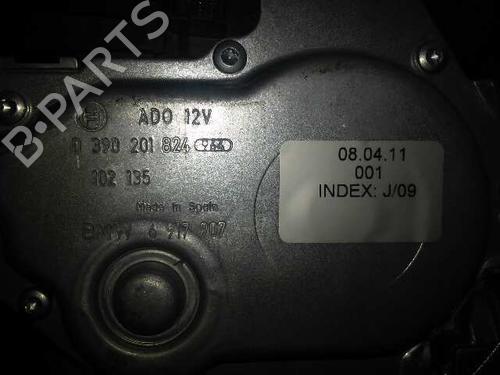 B-PARTS
ADO 12V
0 390 201 824
102 135
Made in Spain
BMW 6 917 207
08.04.11
001
INDEX: J/09